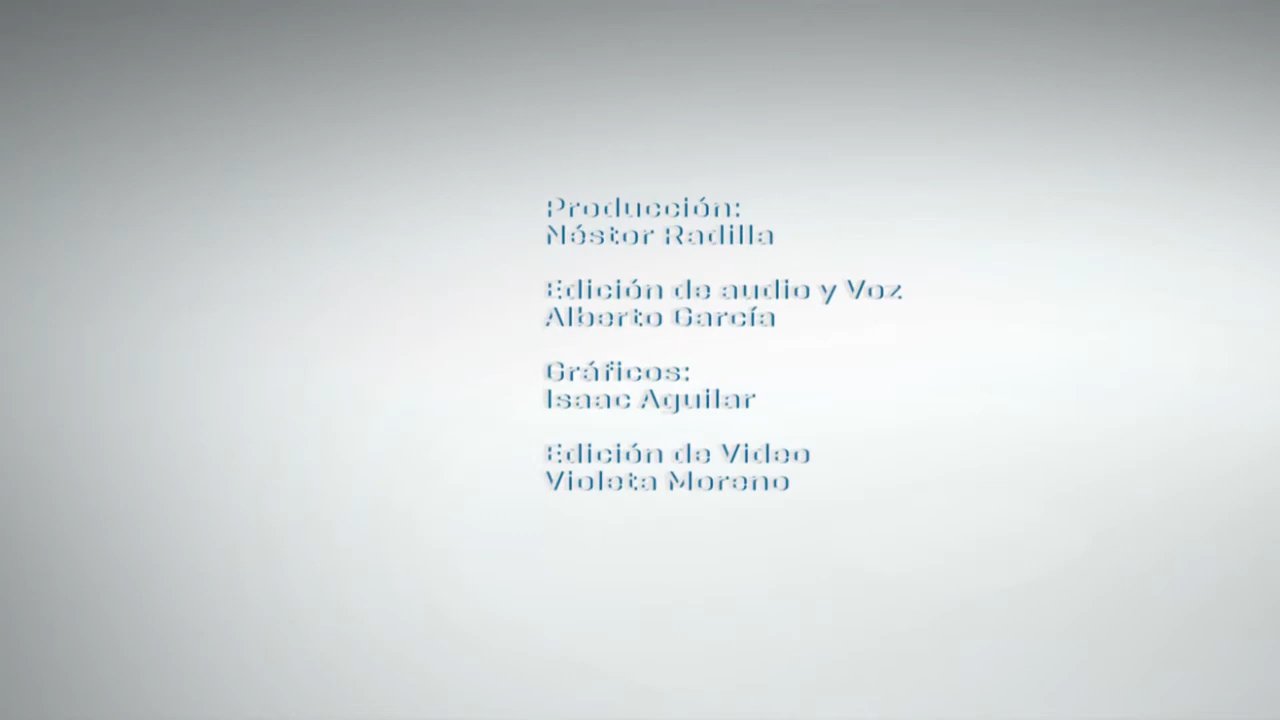 Producción:
Néstor Radilla
Edición de audio y Voz
Alberto García
Gráficos:
Isaac Aguilar
Edición de Video
Violeta Moreno